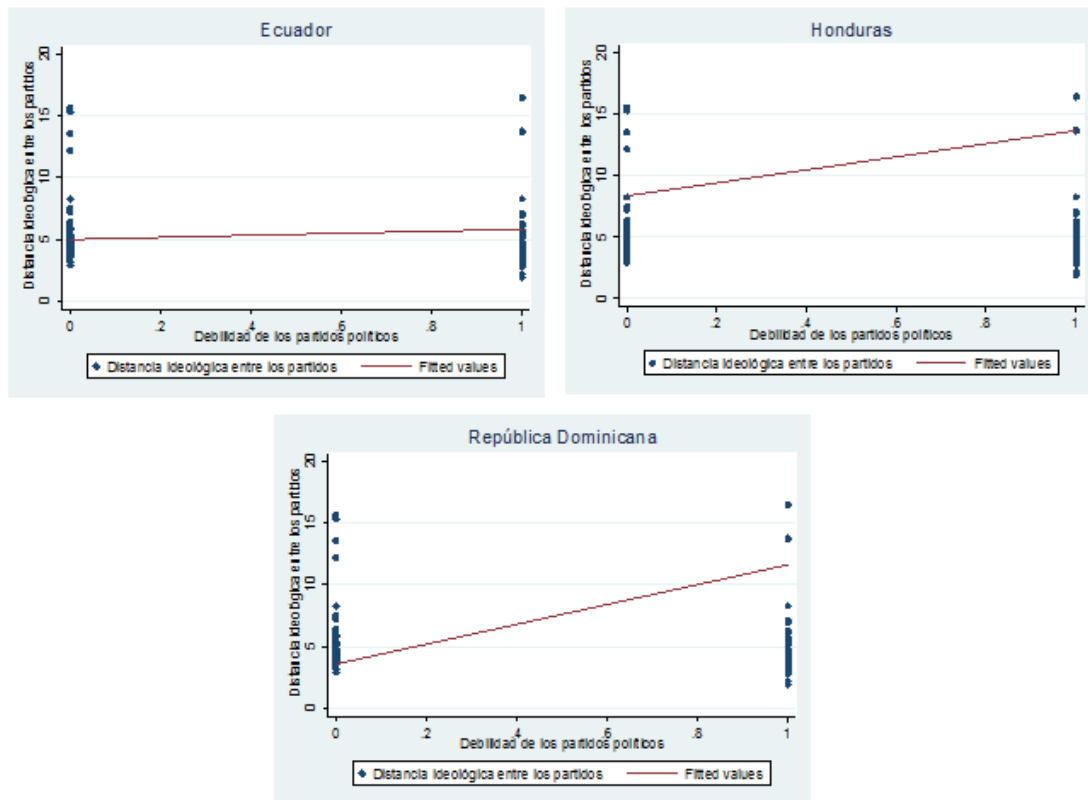 Ecuador
Distancia ideológica entre los partidos
20
15
10
5
0
0 .2 .4 .6 .8 1
Debilidad de los partidos políticos
Distancia ideológica entre los partidos Fitted values
Honduras
Distancia ideológica entre los partidos
20
15
10
5
0
0 .2 .4 .6 .8 1
Debilidad de los partidos políticos
Distancia ideológica entre los partidos Fitted values
República Dominicana
Distancia ideológica entre los partidos
20
15
10
5
0
0 .2 .4 .6 .8 1
Debilidad de los partidos políticos
Distancia ideológica entre los partidos Fitted values